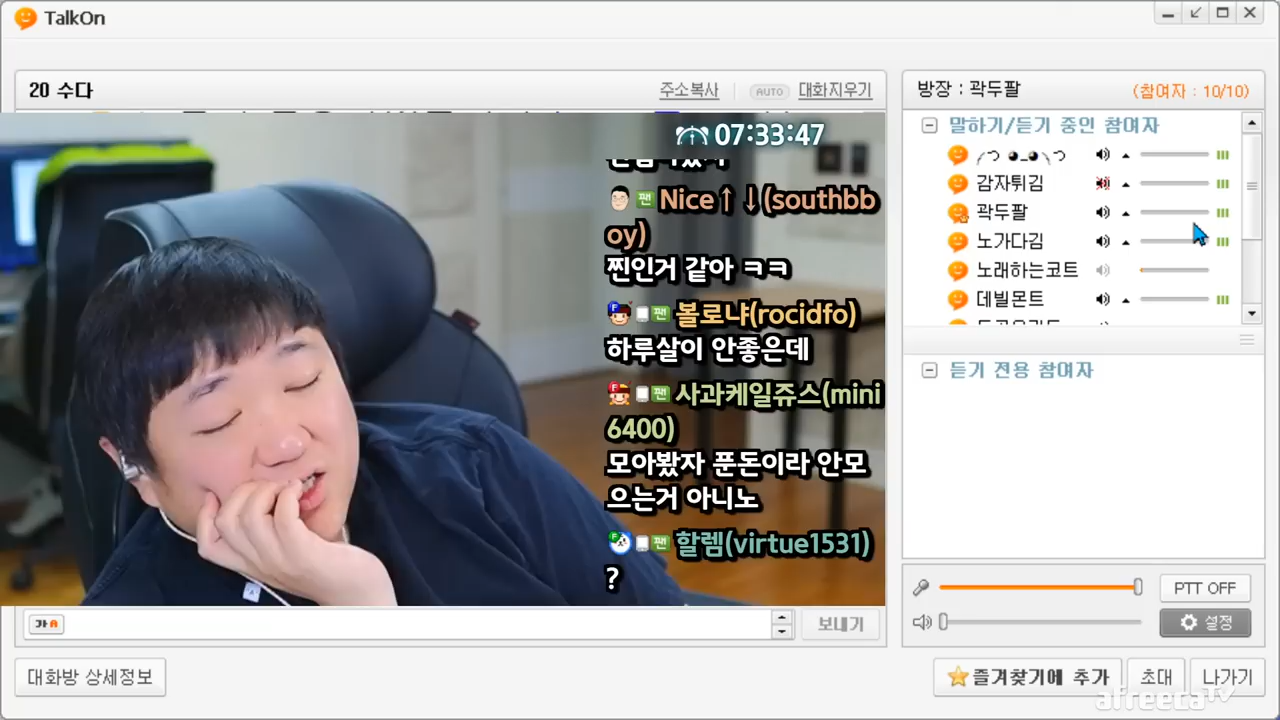 TalkOn
20 수다
주소복사
AUTO
대화지우기
07:33:47
Nice↑↓(southbb
oy)
찐인거 같아 ㅋㅋ
팬 볼로냐(rocidfo)
하루살이 안좋은데
팬 사과케일쥬스(mini
6400)
모아봤자 푼돈이라 안모
으는거 아니노
팬 할렘(virtue1531)
?
가A
보내기
대화방 상세정보
방장 : 곽두팔
(참여자 : 10/10)
말하기/듣기 중인 참여자
감자튀김
곽두팔
노가다김
노래하는코트
데빌몬트
듣기 전용 참여자
PTT OFF
설정
즐겨찾기에 추가
초대
나가기
afreecaTV